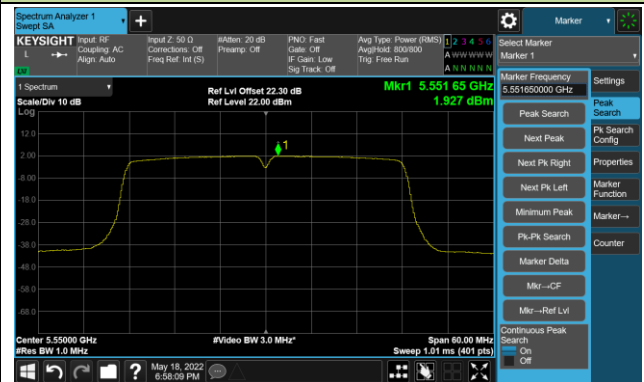 Spectrum Analyzer 1
Swept SA
Marker
KEYSIGHT
Input: RF
Coupling: AC
Align: Auto
Input Z: 50 Ω
Corrections: Off
Freq Ref: Int (S)
#Atten: 20 dB
Preamp: Off
PNO: Fast
Gate: Off
IF Gain: Low
Sig Track: Off
Avg Type: Power (RMS)
Avg|Hold: 800/800
Trig: Free Run
1 2 3 4 5 6
A W W W W W
A N N N N N
L
LXI
Select Marker
Marker 1
1 Spectrum
Scale/Div 10 dB
Log
Ref Lvl Offset 22.30 dB
Ref Level 22.00 dBm
Mkr1 5.551 65 GHz
1.927 dBm
1
12.0
2.00
-8.00
-18.0
-28.0
-38.0
-48.0
-58.0
-68.0
Center 5.55000 GHz
#Res BW 1.0 MHz
#Video BW 3.0 MHz*
Span 60.00 MHz
Sweep 1.01 ms (401 pts)
Marker Frequency
5.551650000 GHz
Peak Search
Next Peak
Next Pk Right
Next Pk Left
Minimum Peak
Pk-Pk Search
Marker Delta
Mkr→CF
Mkr→Ref Lvl
Continuous Peak
Search
On
Off
Settings
Peak
Search
Pk Search
Config
Properties
Marker
Function
Marker→
Counter
May 18, 2022
6:58:09 PM